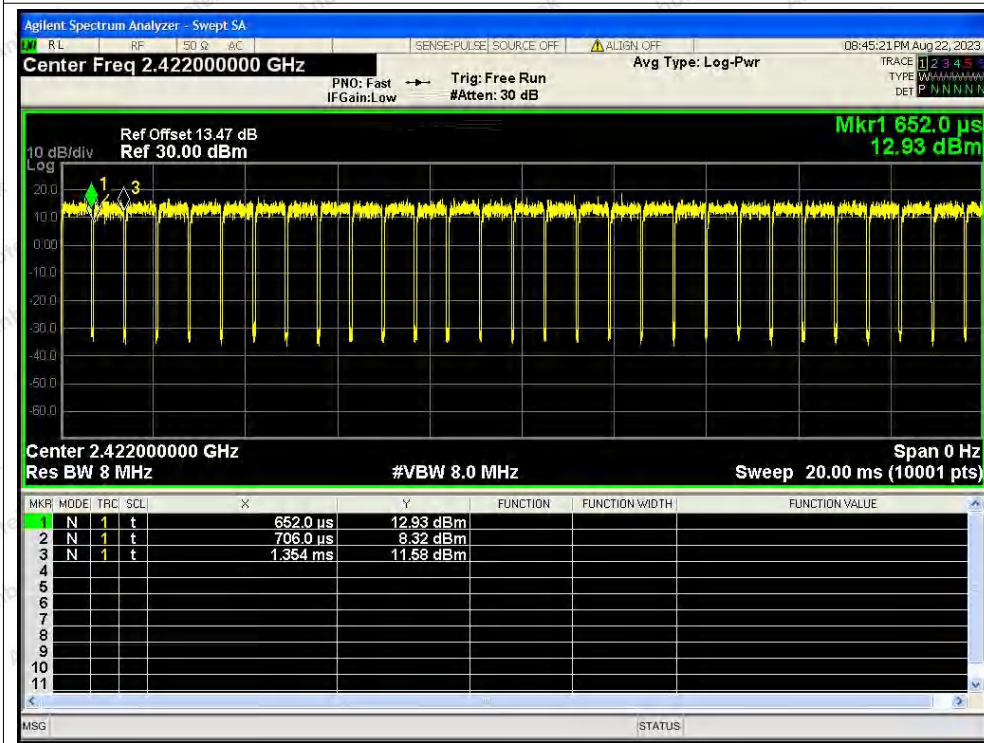 Agilent Spectrum Analyzer - Swept SA
RL RF 50 Ω AC SENSE:PULSE SOURCE OFF ALIGN OFF 08:45:21 PM Aug 22, 2023
Center Freq 2.422000000 GHz
PNO: Fast
IFGain:Low
Trig: Free Run
#Atten: 30 dB
Avg Type: Log-Pwr
TRACE 1 2 3 4 5 6
TYPE W
DET P N N N N N
Mkr1 652.0 µs
12.93 dBm
Ref Offset 13.47 dB
10 dB/div Ref 30.00 dBm
Log
1 3
20.0
10.0
0.00
-10.0
-20.0
-30.0
-40.0
-50.0
-60.0
Center 2.422000000 GHz Span 0 Hz
Res BW 8 MHz #VBW 8.0 MHz Sweep 20.00 ms (10001 pts)
MKR MODE TRC SCL X Y FUNCTION FUNCTION WIDTH FUNCTION VALUE
1 N 1 t 652.0 µs 12.93 dBm
2 N 1 t 706.0 µs 8.32 dBm
3 N 1 t 1.354 ms 11.58 dBm
4
5
6
7
8
9
10
11
MSG STATUS